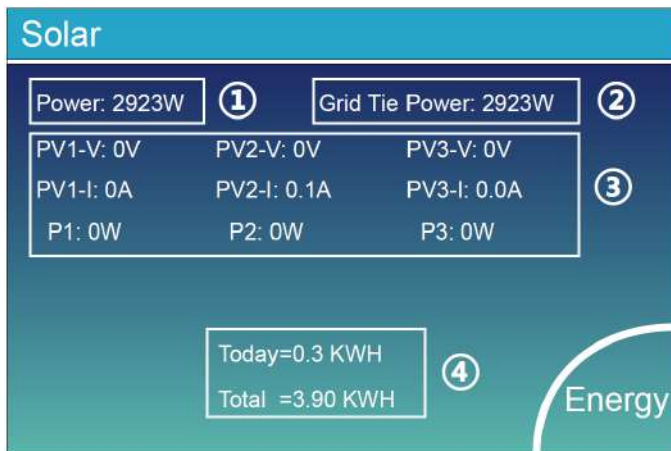 Solar
Power: 2923W ① Grid Tie Power: 2923W ②
PV1-V: 0V PV2-V: 0V PV3-V: 0V
PV1-I: 0A PV2-I: 0.1A PV3-I: 0.0A ③
P1: 0W P2: 0W P3: 0W
Today=0.3 KWH
④
Total =3.90 KWH
Energy